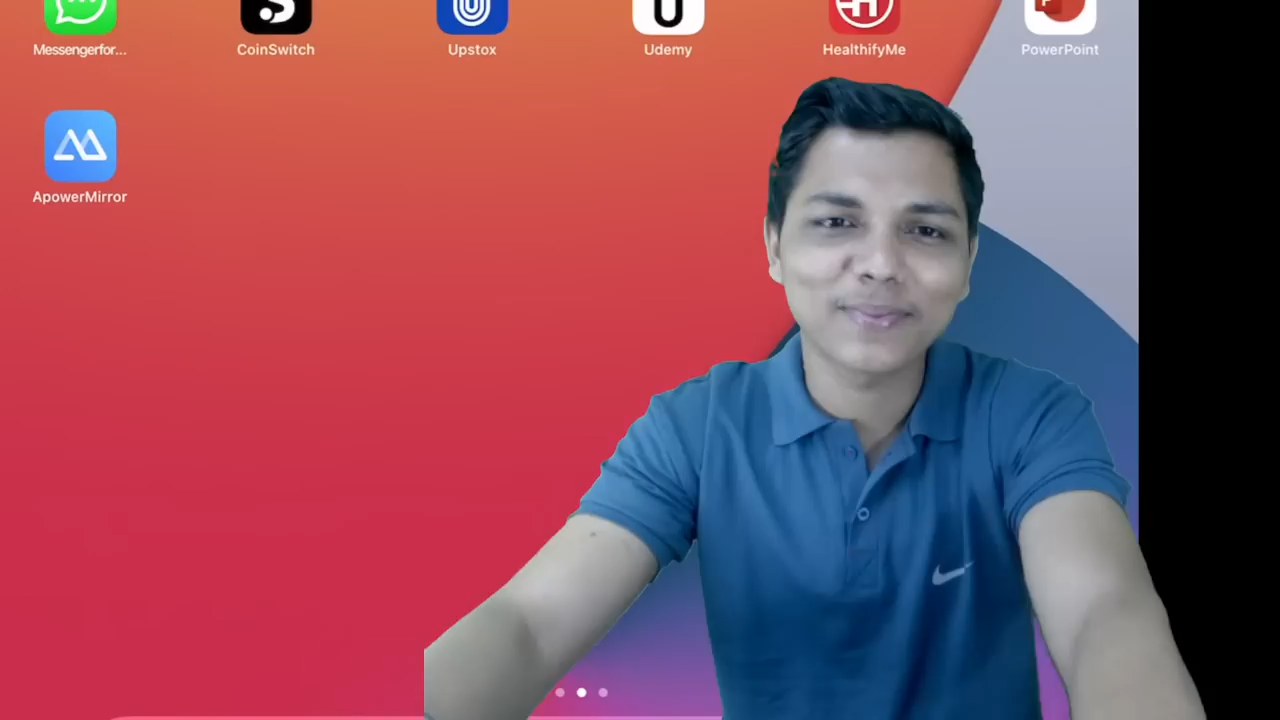 Messengerfor...
CoinSwitch
Upstox
Udemy
HealthifyMe
PowerPoint
ApowerMirror